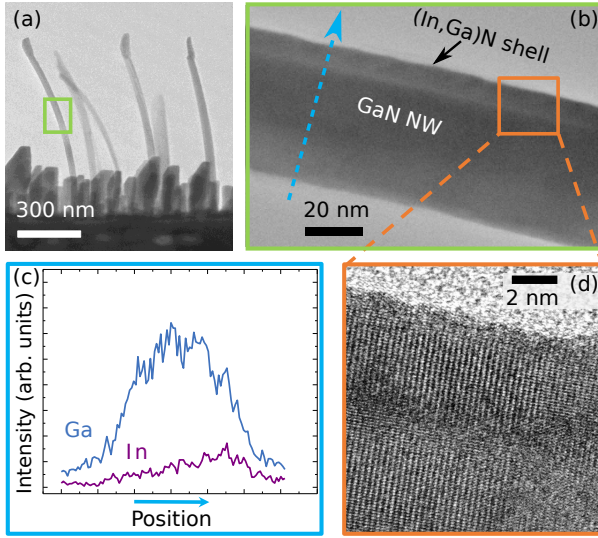 (a)
300 nm
(b)
(In,Ga)N shell
GaN NW
20 nm
(c)
Intensity (arb. units)
Ga
In
Position
(d)
2 nm